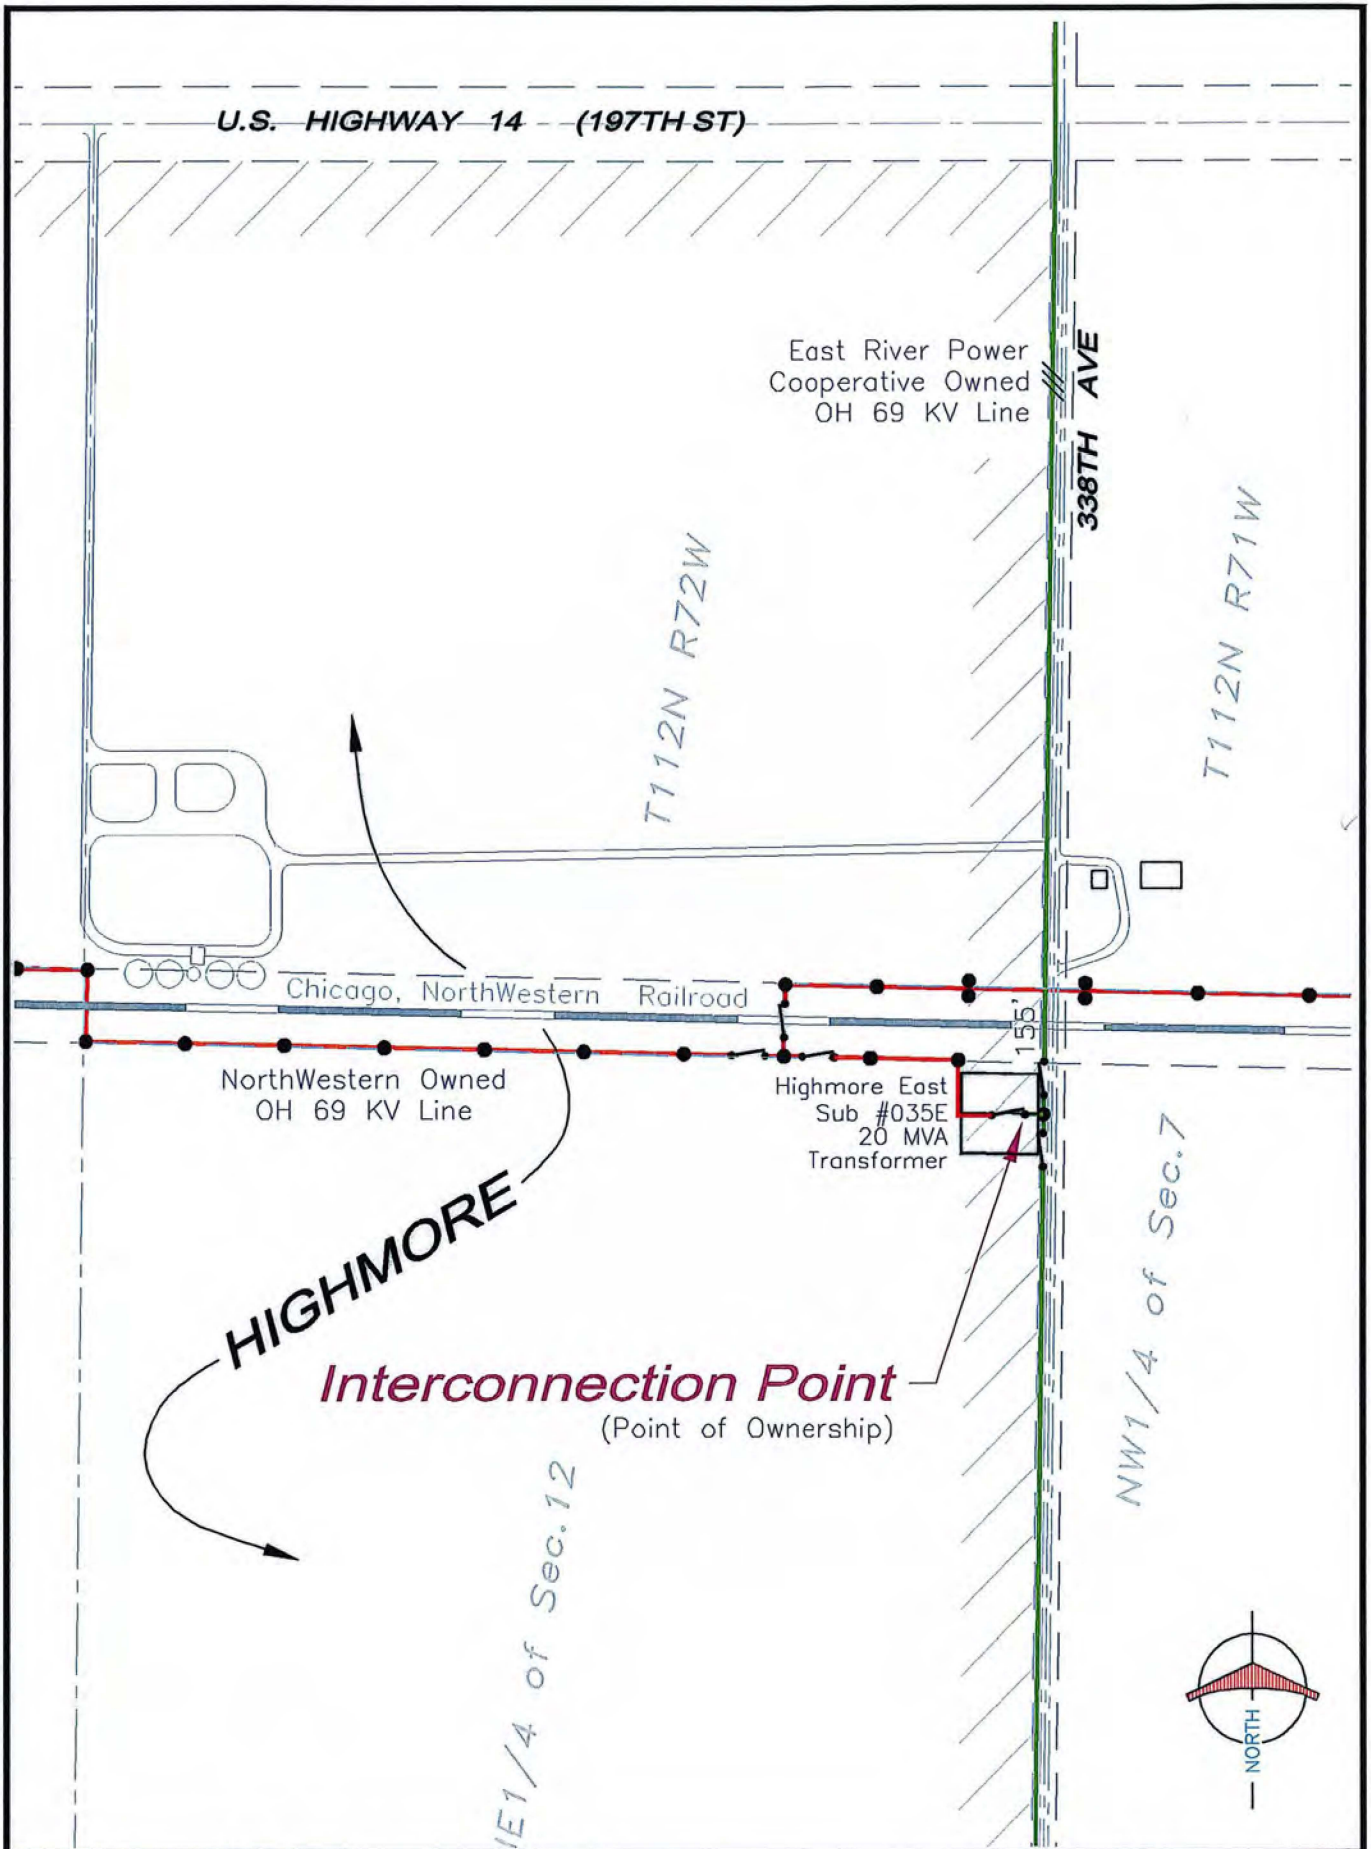 U.S. HIGHWAY 14 (197TH ST)
East River Power
Cooperative Owned
OH 69 KV Line
338TH AVE
T112N R72W
T112N R71W
Chicago, NorthWestern Railroad
155'
NorthWestern Owned
OH 69 KV Line
Highmore East
Sub #035E
20 MVA
Transformer
HIGHMORE
Interconnection Point
(Point of Ownership)
NW1/4 of Sec.7
E1/4 of Sec.12
NORTH